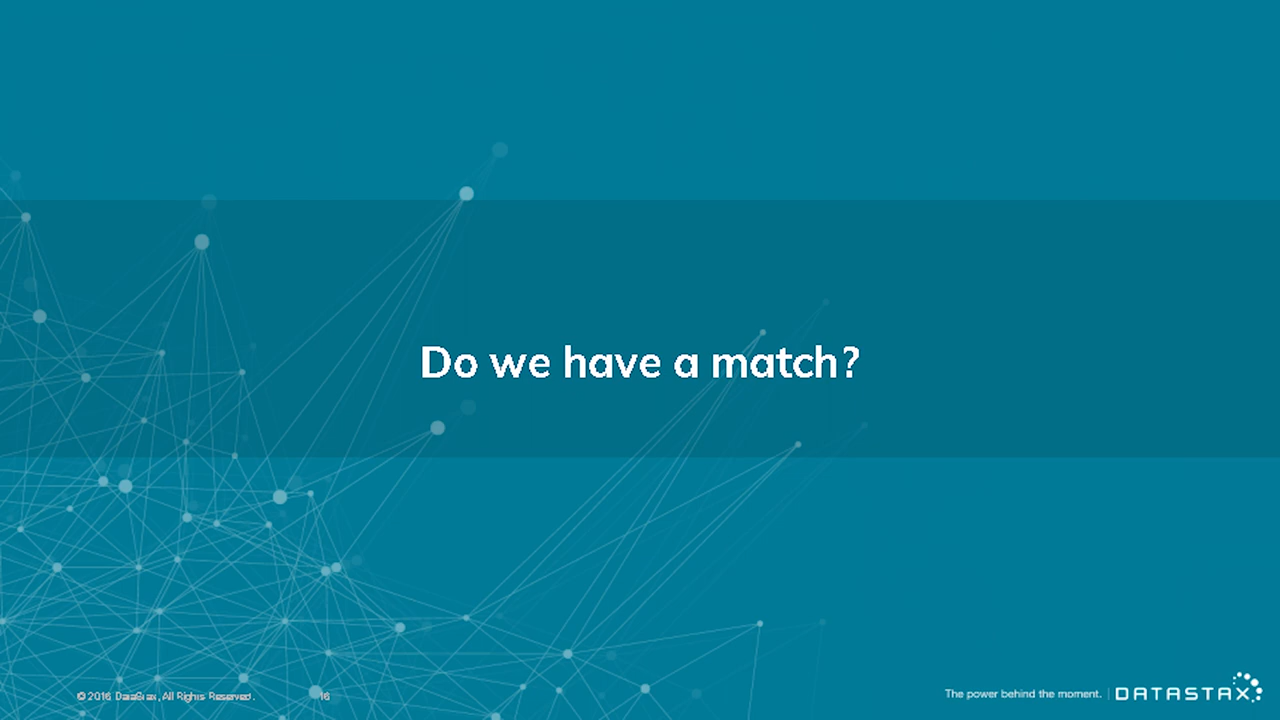 Do we have a match?
© 2016 DataStax, All Rights Reserved.
16
The power behind the moment.
DATASTAX